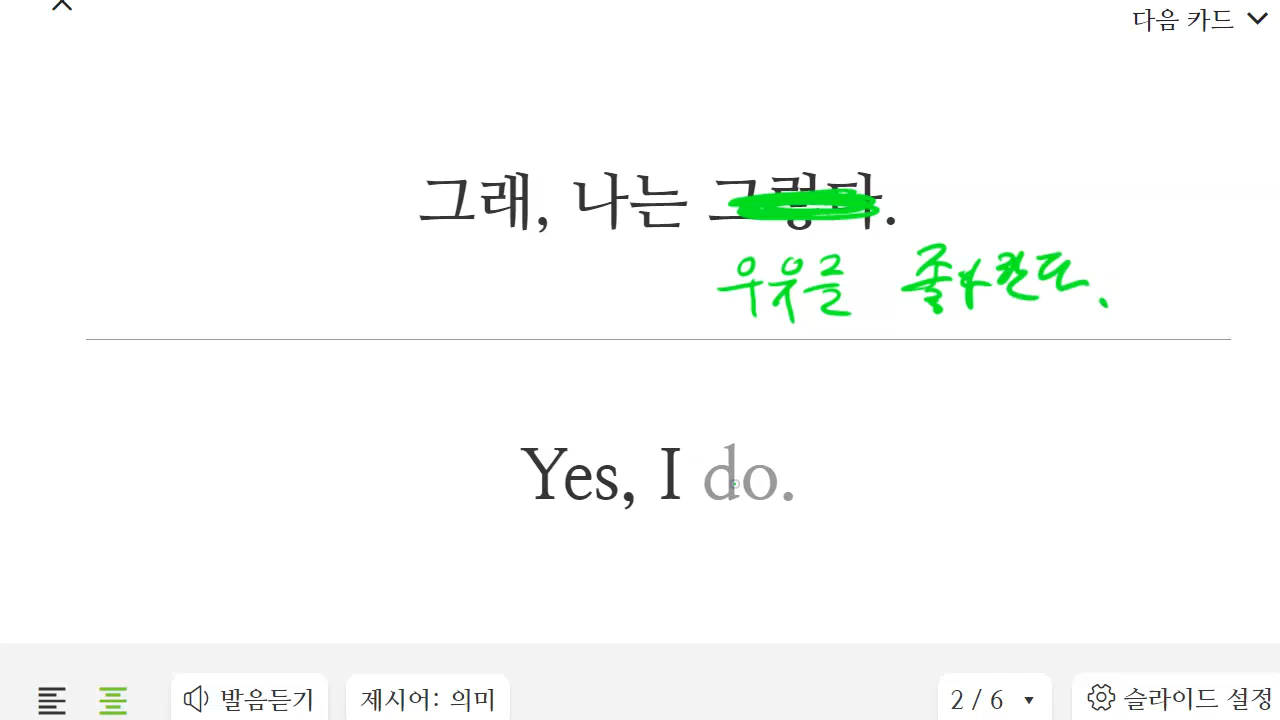 다음 카드
그래, 나는 그렇다.
우유를 좋아한다.
Yes, I do.
발음듣기
제시어: 의미
2 / 6
슬라이드 설정